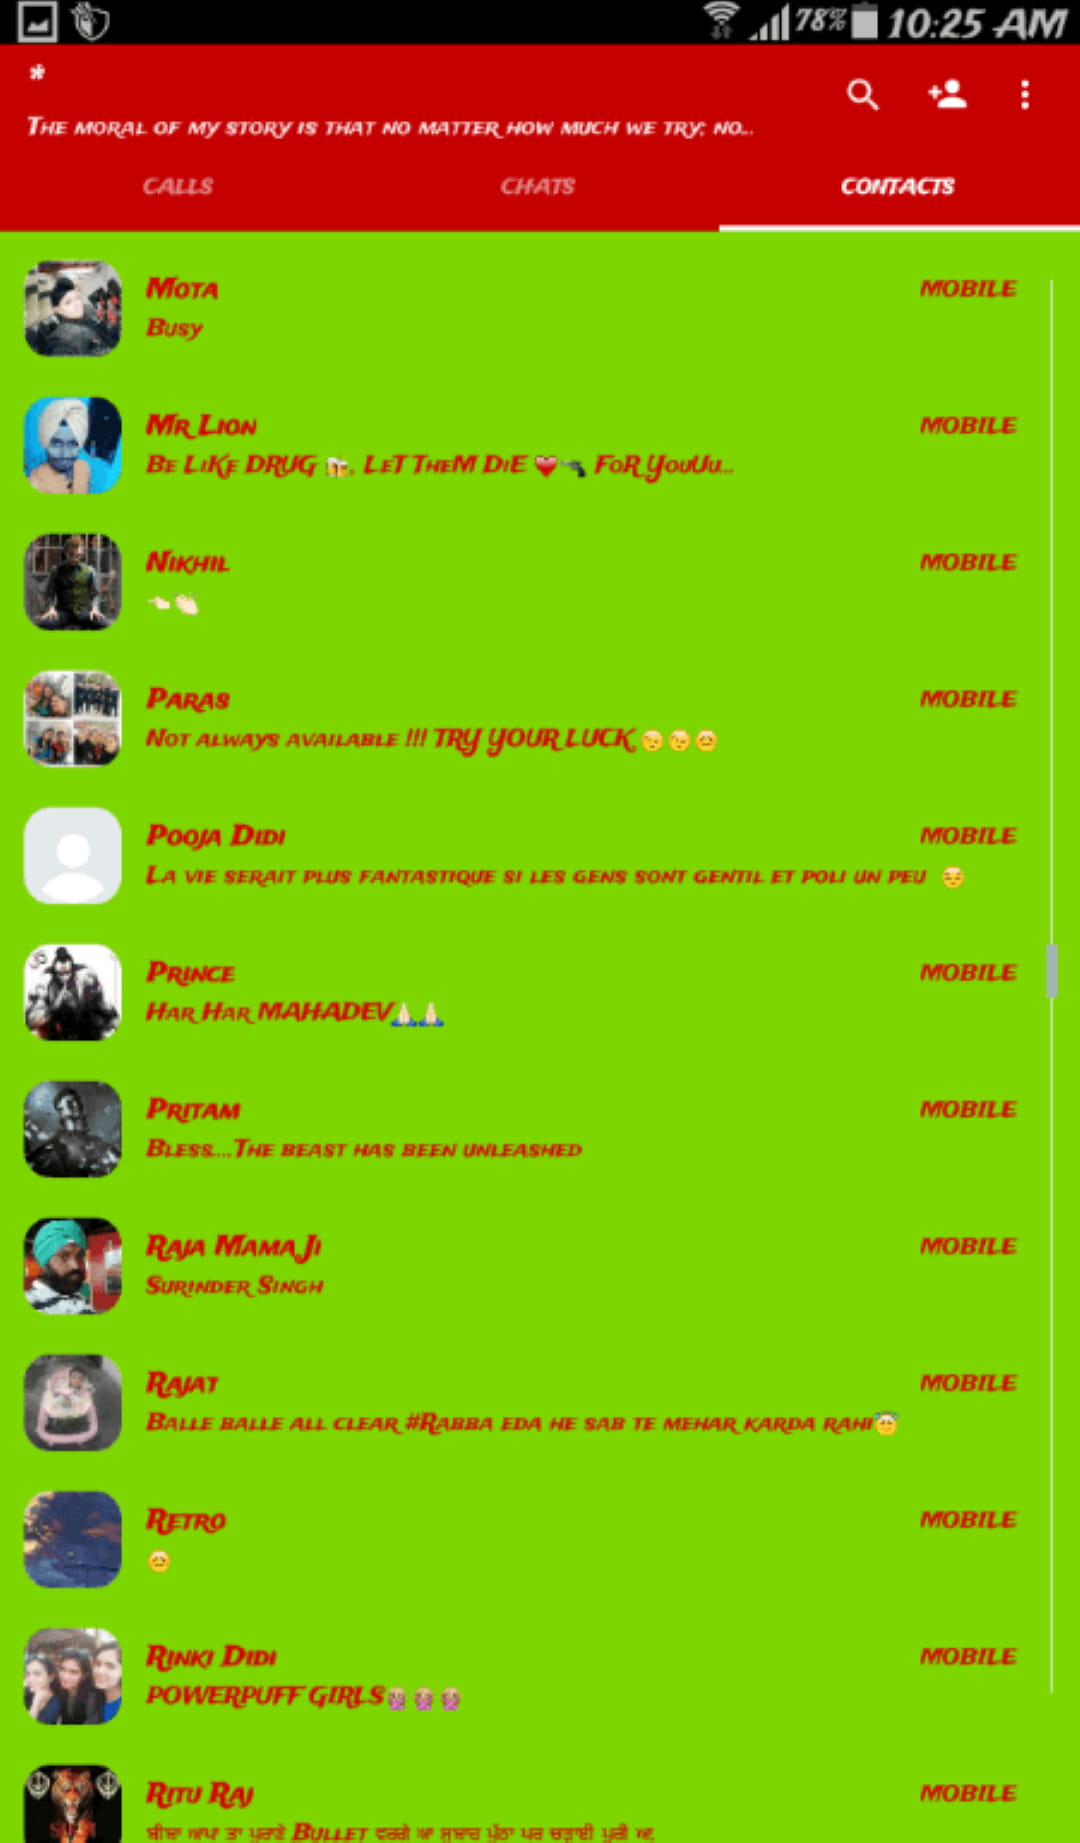 78% 10:25 AM
*
The moral of my story is that no matter how much we try; no...
CALLS CHATS CONTACTS
Mota MOBILE
Busy
Mr Lion MOBILE
Be LiKe DRUG 🍻, LeT TheM DiE ❤️🔫 FoR YouUu...
Nikhil MOBILE
👈🏻👏🏻
Paras MOBILE
Not always available !!! TRY YOUR LUCK
Pooja Didi MOBILE
La vie serait plus fantastique si les gens sont gentil et poli un peu
Prince MOBILE
Har Har MAHADEV🙏🏻🙏🏻
Pritam MOBILE
Bless....The beast has been unleashed
Raja Mama Ji MOBILE
Surinder Singh
Rajat MOBILE
Balle balle all clear #Rabba eda he sab te mehar karda rahi
Retro MOBILE
Rinki Didi MOBILE
POWERPUFF GIRLS
Ritu Raj MOBILE
ਬੀਬਾ ਆਪਾ ਤਾ ਪੁਰਾਣੇ Bullet ਵਰਗੇ ਆ ਸੁਬਾਹ ਪੁੱਠਾ ਪਰ ਚੜਾਈ ਪੂਰੀ ਆ,